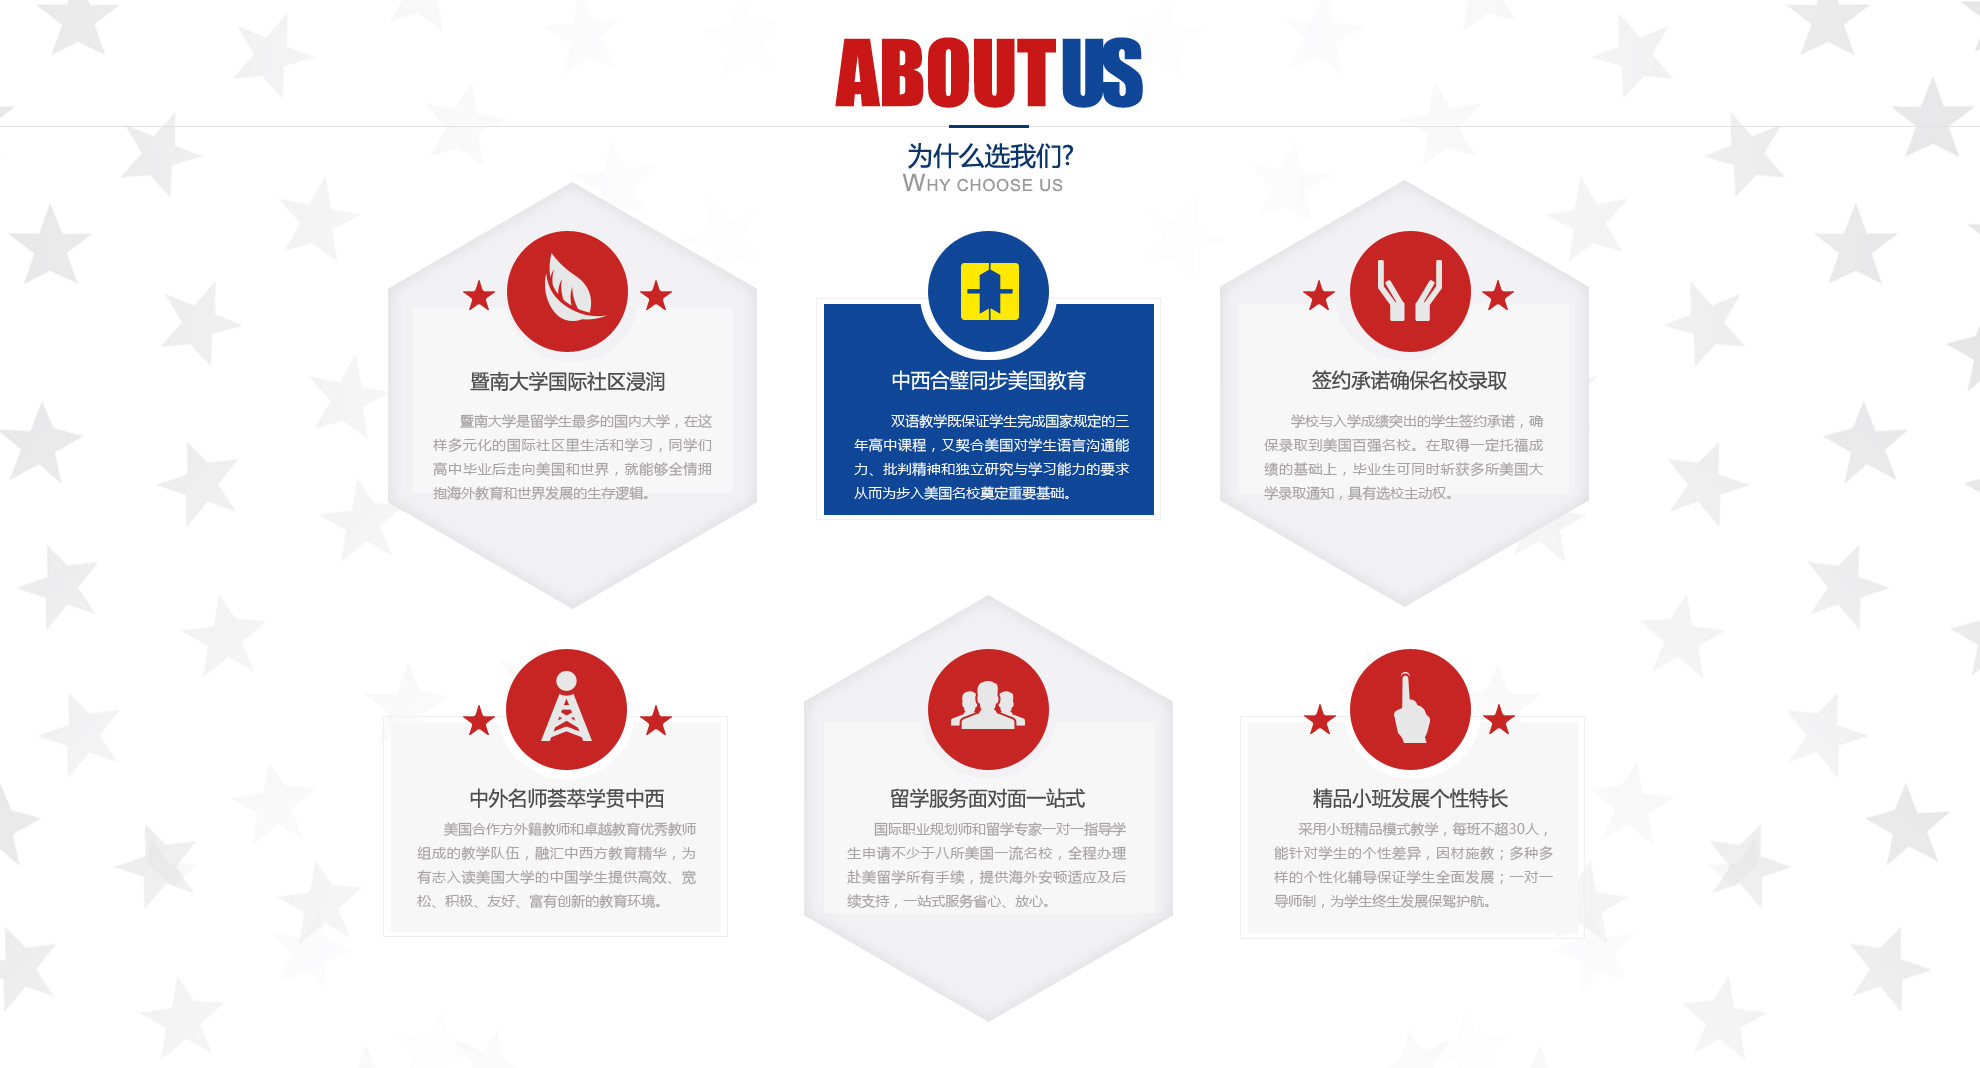 ABOUT US
为什么选我们?
WHY CHOOSE US
暨南大学国际社区浸润
暨南大学是留学生最多的国内大学，在这
样多元化的国际社区里生活和学习，同学们
高中毕业后走向美国和世界，就能够全情拥
抱海外教育和世界发展的生存逻辑。
中西合璧同步美国教育
双语教学既保证学生完成国家规定的三
年高中课程，又契合美国对学生语言沟通能
力、批判精神和独立研究与学习能力的要求
从而为步入美国名校奠定重要基础。
签约承诺确保名校录取
学校与入学成绩突出的学生签约承诺，确
保录取到美国百强名校。在取得一定托福成
绩的基础上，毕业生可同时斩获多所美国大
学录取通知，具有选校主动权。
中外名师荟萃学贯中西
美国合作方外籍教师和卓越教育优秀教师
组成的教学队伍，融汇中西方教育精华，为
有志入读美国大学的中国学生提供高效、宽
松、积极、友好、富有创新的教育环境。
留学服务面对面一站式
国际职业规划师和留学专家一对一指导学
生申请不少于八所美国一流名校，全程办理
赴美留学所有手续，提供海外安顿适应及后
续支持，一站式服务省心、放心。
精品小班发展个性特长
采用小班精品模式教学，每班不超30人，
能针对学生的个性差异，因材施教；多种多
样的个性化辅导保证学生全面发展；一对一
导师制，为学生终生发展保驾护航。